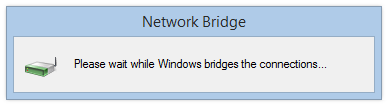 Network Bridge
Please wait while Windows bridges the connections...